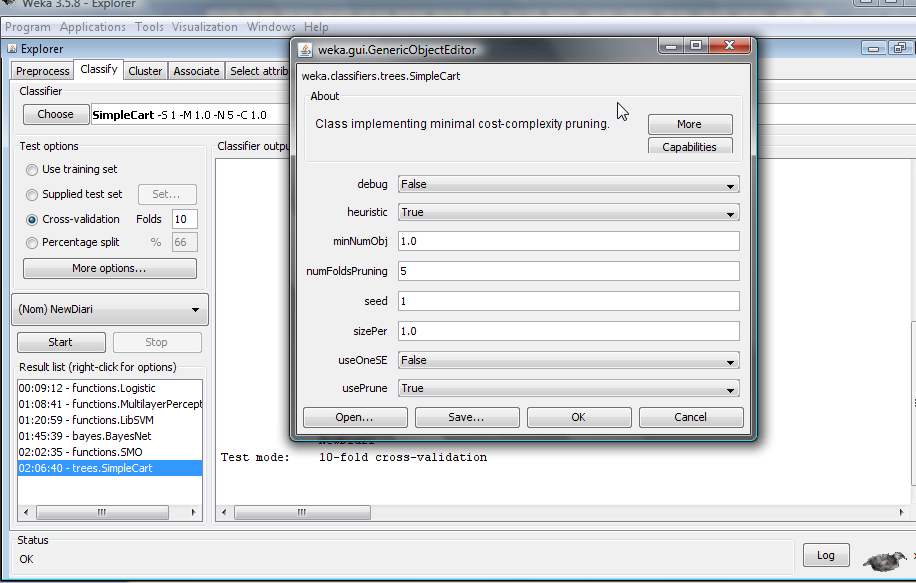 Weka 3.5.8 - Explorer
Program Applications Tools Visualization Windows Help
Explorer
Preprocess Classify Cluster Associate Select attrib
Classifier
Choose SimpleCart -S 1 -M 1.0 -N 5 -C 1.0
Test options
Use training set
Supplied test set Set...
Cross-validation Folds 10
Percentage split % 66
More options...
(Nom) NewDiari
Start Stop
Result list (right-click for options)
00:09:12 - functions.Logistic
01:08:41 - functions.MultilayerPercept
01:20:59 - functions.LibSVM
01:45:39 - bayes.BayesNet
02:02:35 - functions.SMO
02:06:40 - trees.SimpleCart
Classifier outpu
NewDiari
Test mode: 10-fold cross-validation
weka.gui.GenericObjectEditor
weka.classifiers.trees.SimpleCart
About
Class implementing minimal cost-complexity pruning.
More
Capabilities
debug False
heuristic True
minNumObj 1.0
numFoldsPruning 5
seed 1
sizePer 1.0
useOneSE False
usePrune True
Open... Save... OK Cancel
Status
OK
Log
x